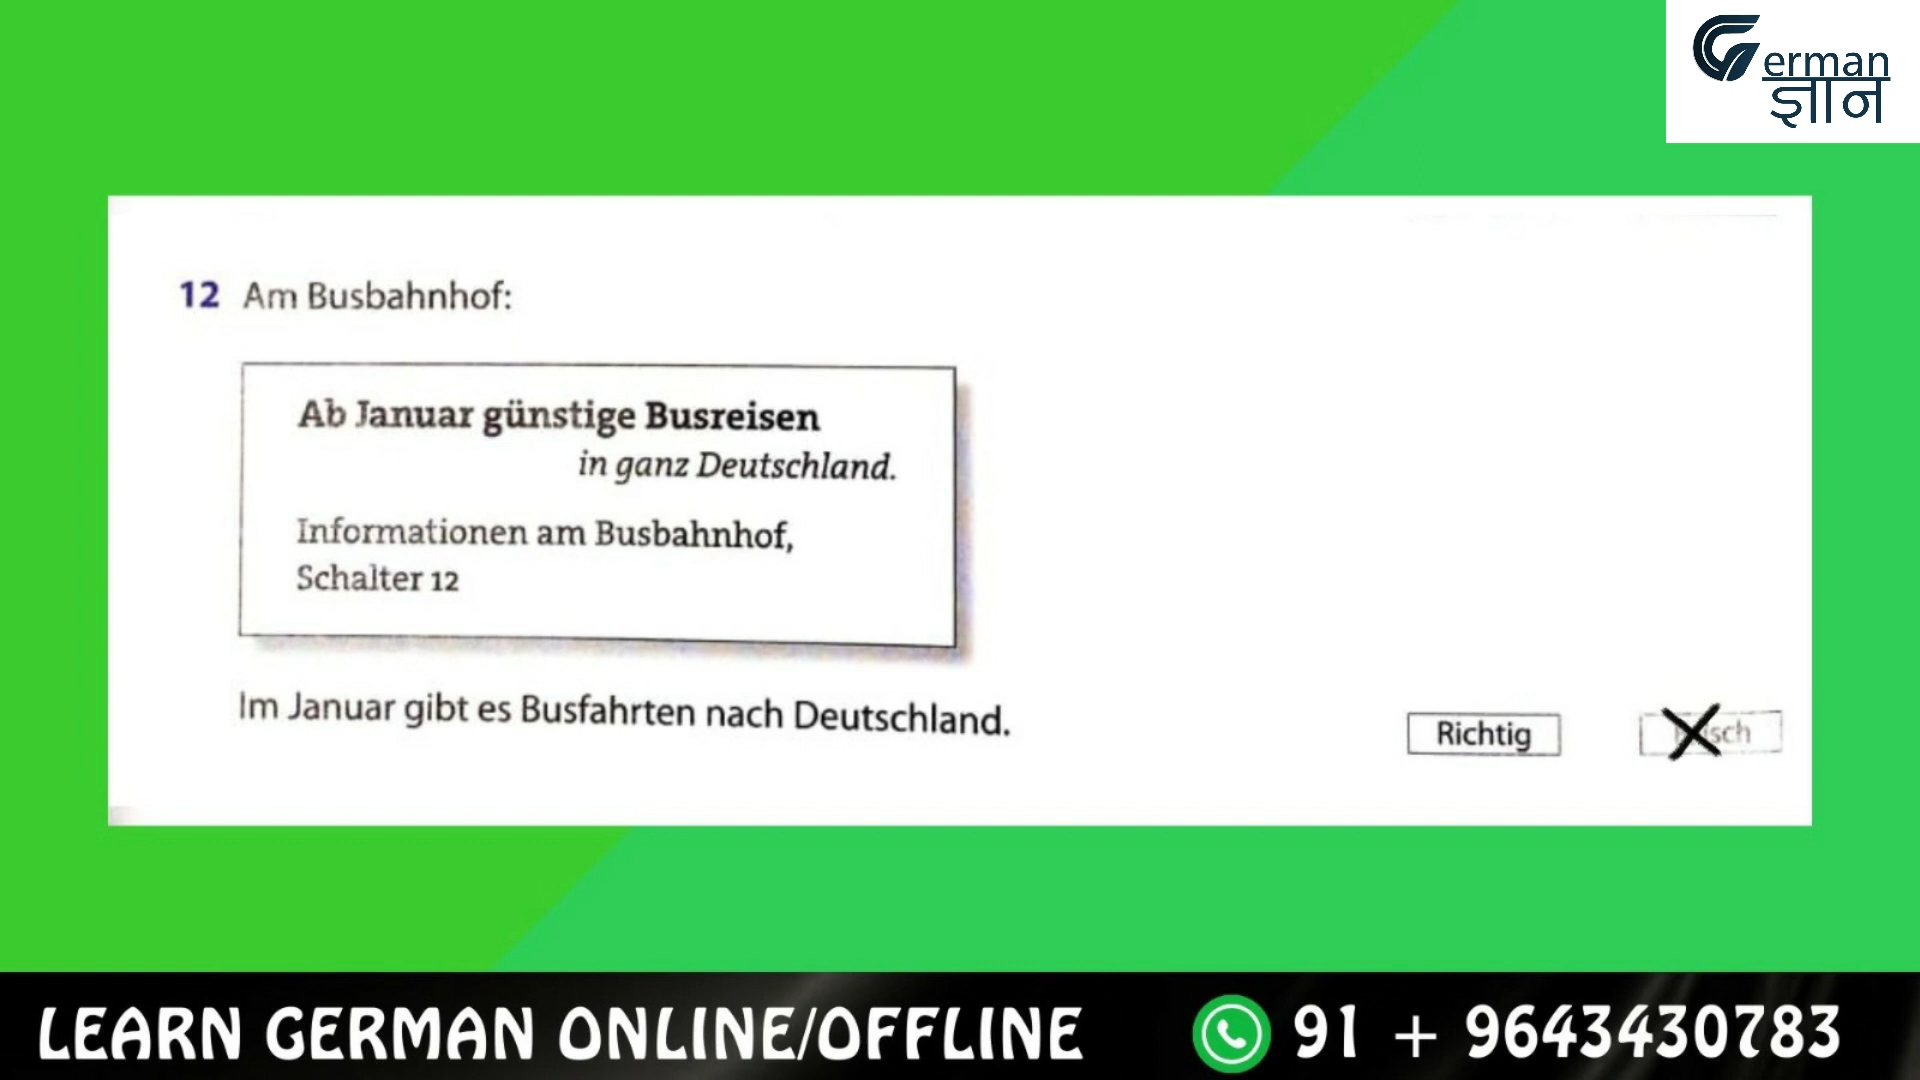 German
ज्ञान
12 Am Busbahnhof:
Ab Januar günstige Busreisen
in ganz Deutschland.
Informationen am Busbahnhof,
Schalter 12
Im Januar gibt es Busfahrten nach Deutschland.
Richtig
LEARN GERMAN ONLINE/OFFLINE
91 + 9643430783